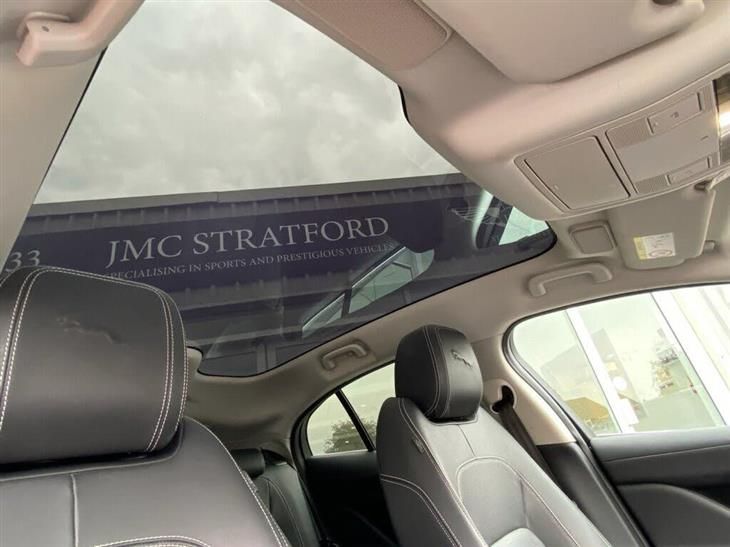 JMC STRATFORD
SPECIALISING IN SPORTS AND PRESTIGIOUS VEHICLES
33